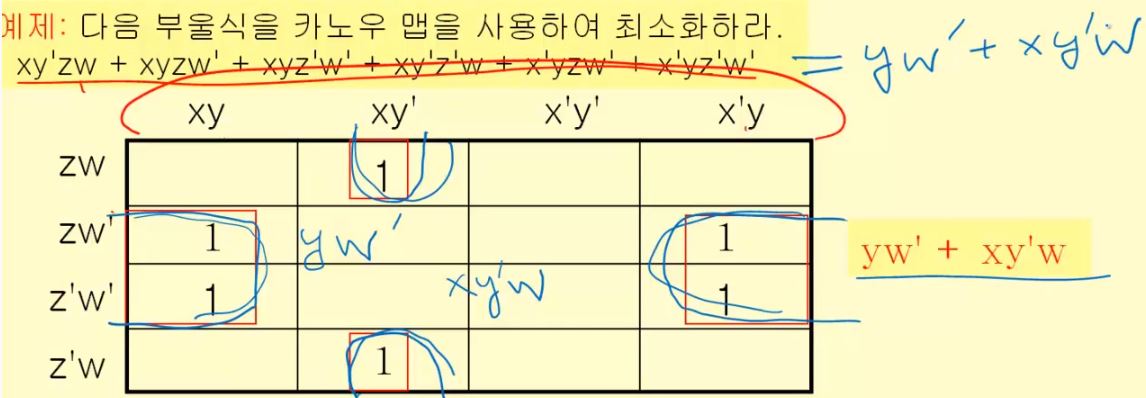 예제: 다음 부울식을 카노우 맵을 사용하여 최소화하라.
xy'zw + xyzw' + xyz'w' + xy'z'w + x'yzw' + x'yz'w' = yw' + xy'w
xy xy' x'y' x'y
zw 1
zw' 1 yw' 1
yw' + xy'w
z'w' 1 xy'w 1
z'w 1